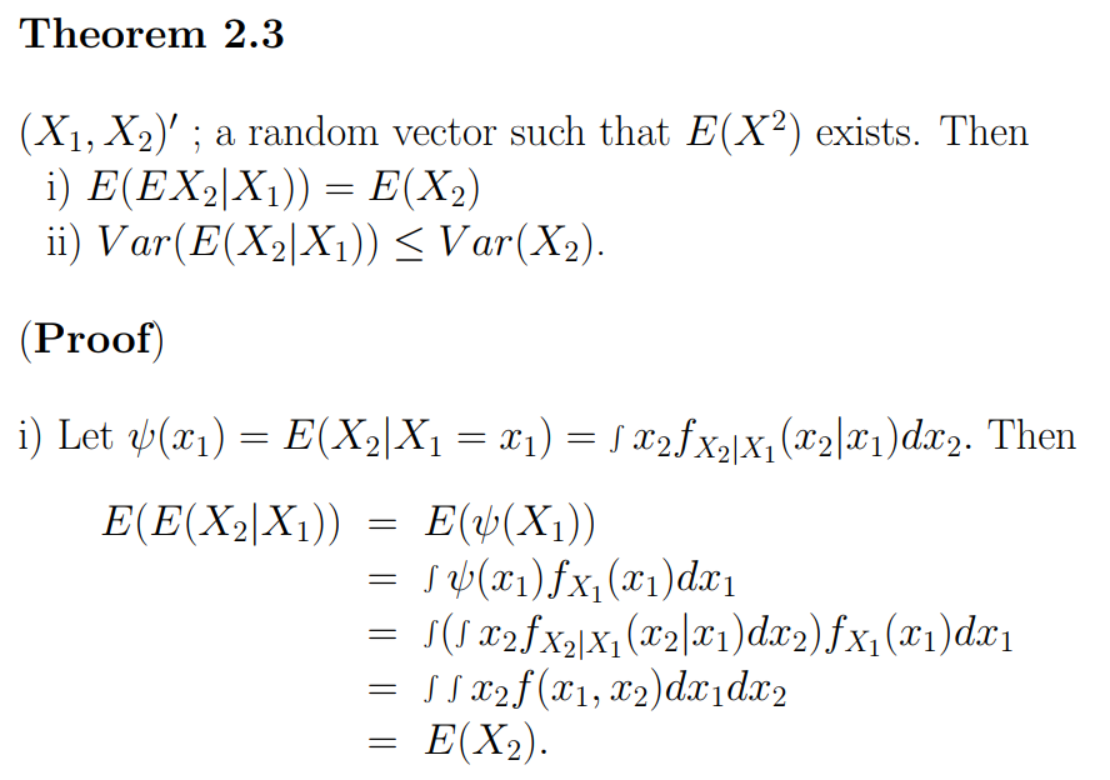 Theorem 2.3
(X₁, X₂)′ ; a random vector such that E(X²) exists. Then
i) E(EX₂|X₁)) = E(X₂)
ii) Var(E(X₂|X₁)) ≤ Var(X₂).
(Proof)
i) Let ψ(x₁) = E(X₂|X₁ = x₁) = ∫ x₂f_{X₂|X₁}(x₂|x₁)dx₂. Then
E(E(X₂|X₁)) = E(ψ(X₁))
= ∫ ψ(x₁)f_{X₁}(x₁)dx₁
= ∫(∫ x₂f_{X₂|X₁}(x₂|x₁)dx₂)f_{X₁}(x₁)dx₁
= ∫ ∫ x₂f(x₁, x₂)dx₁dx₂
= E(X₂).